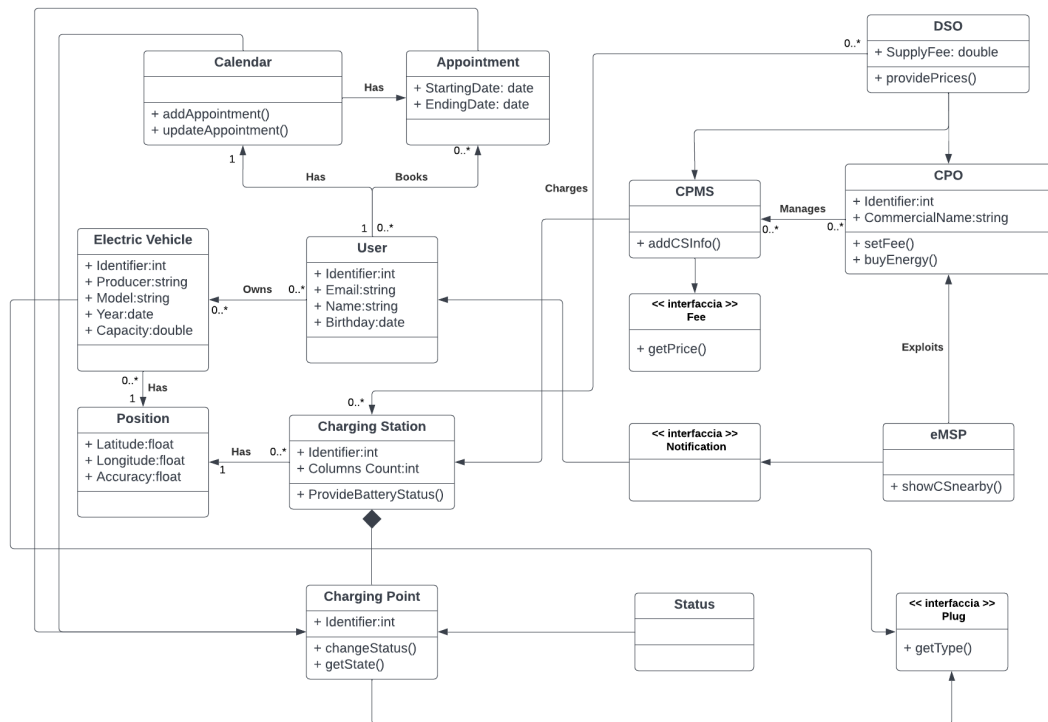 DSO
+ SupplyFee: double
+ providePrices()
0..*
Calendar
+ addAppointment()
+ updateAppointment()
Has
Appointment
+ StartingDate: date
+ EndingDate: date
1
0..*
Has
Books
1
0..*
Charges
CPMS
+ addCSInfo()
Manages
0..*
0..*
CPO
+ Identifier:int
+ CommercialName:string
+ setFee()
+ buyEnergy()
Electric Vehicle
+ Identifier:int
+ Producer:string
+ Model:string
+ Year:date
+ Capacity:double
Owns
0..*
0..*
User
+ Identifier:int
+ Email:string
+ Name:string
+ Birthday:date
<< interfaccia >>
Fee
+ getPrice()
Exploits
0..*
Has
1
0..*
Position
+ Latitude:float
+ Longitude:float
+ Accuracy:float
Has
0..*
1
Charging Station
+ Identifier:int
+ Columns Count:int
+ ProvideBatteryStatus()
<< interfaccia >>
Notification
eMSP
+ showCSnearby()
Charging Point
+ Identifier:int
+ changeStatus()
+ getState()
Status
<< interfaccia >>
Plug
+ getType()